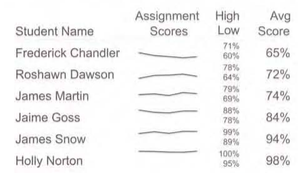 Assignment High Avg
Student Name Scores Low Score
Frederick Chandler 71% 60% 65%
Roshawn Dawson 78% 64% 72%
James Martin 79% 69% 74%
Jaime Goss 88% 78% 84%
James Snow 99% 89% 94%
Holly Norton 100% 95% 98%